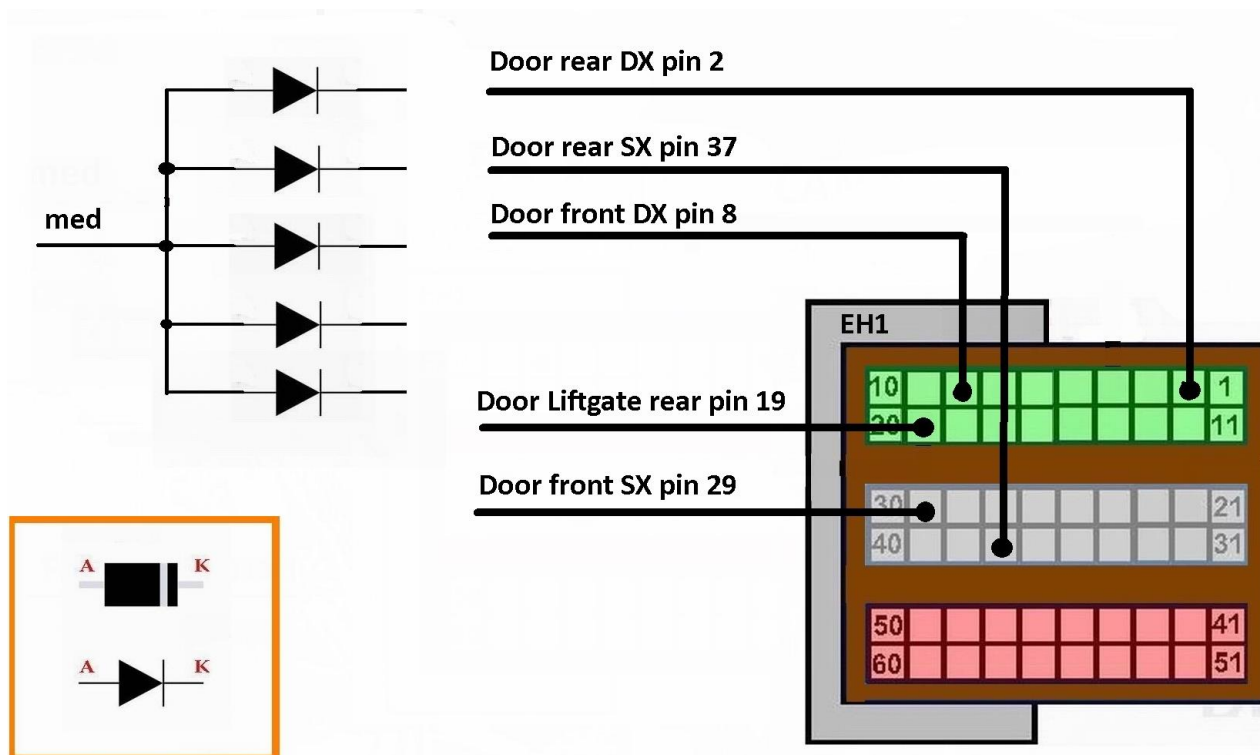 Door rear DX pin 2
Door rear SX pin 37
med
Door front DX pin 8
EH1
10 1
Door Liftgate rear pin 19
20 11
Door front SX pin 29
30 21
40 31
A K
50 41
60 51
A K